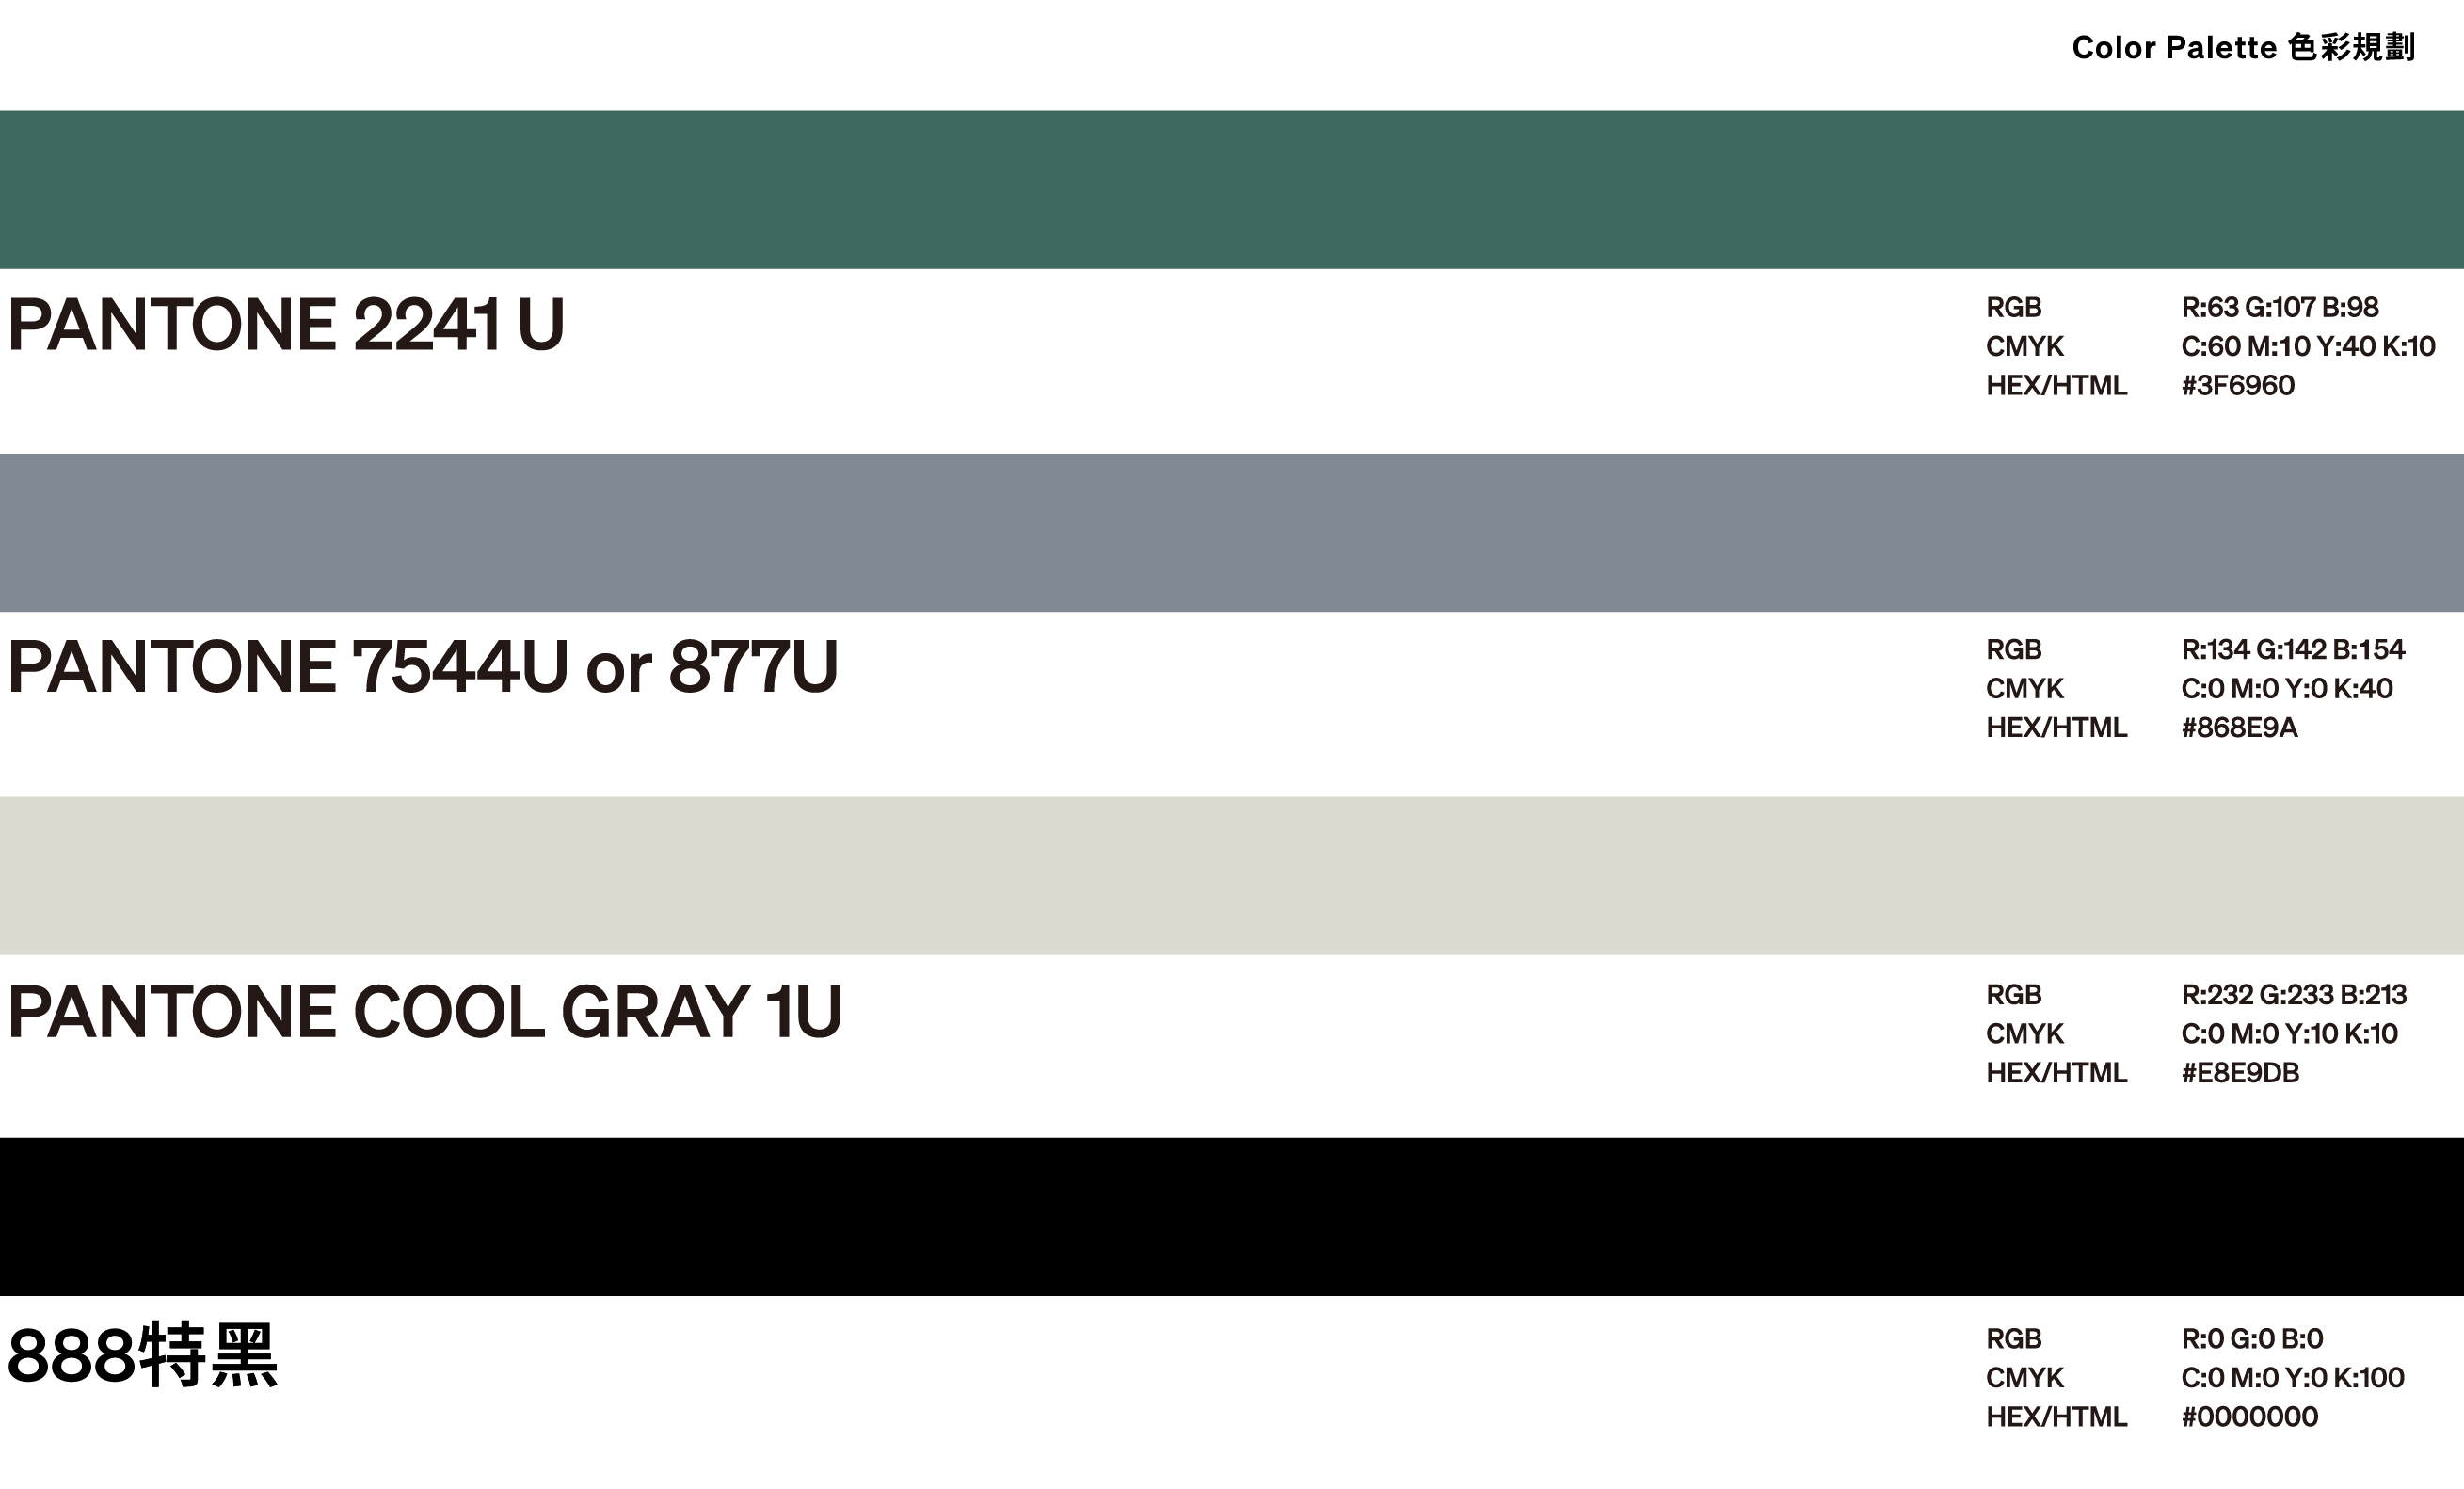 Color Palette 色彩規劃
PANTONE 2241 U
RGB R:63 G:107 B:98
CMYK C:60 M:10 Y:40 K:10
HEX/HTML #3F6960
PANTONE 7544U or 877U
RGB R:134 G:142 B:154
CMYK C:0 M:0 Y:0 K:40
HEX/HTML #868E9A
PANTONE COOL GRAY 1U
RGB R:232 G:233 B:213
CMYK C:0 M:0 Y:10 K:10
HEX/HTML #E8E9DB
888特黑
RGB R:0 G:0 B:0
CMYK C:0 M:0 Y:0 K:100
HEX/HTML #0000000